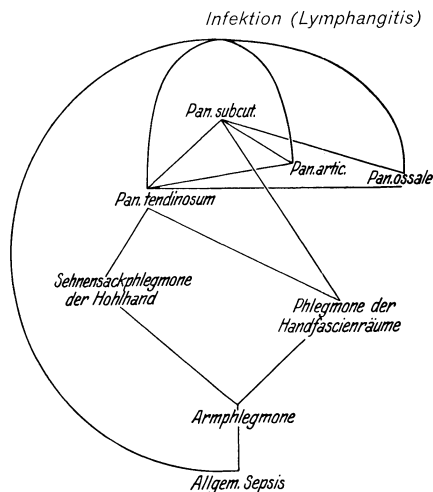 Infektion (Lymphangitis)
Pan. subcut.
Pan. artic.
Pan. ossale
Pan. tendinosum
Sehnensackphlegmone
der Hohlhand
Phlegmone der
Handfascienräume
Armphlegmone
Allgem. Sepsis